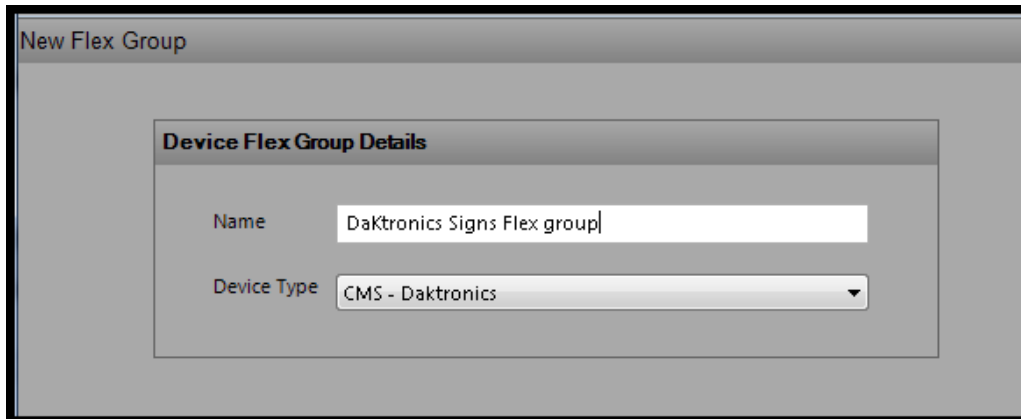 New Flex Group
Device Flex Group Details
Name DaKtronics Signs Flex group
Device Type CMS - Daktronics